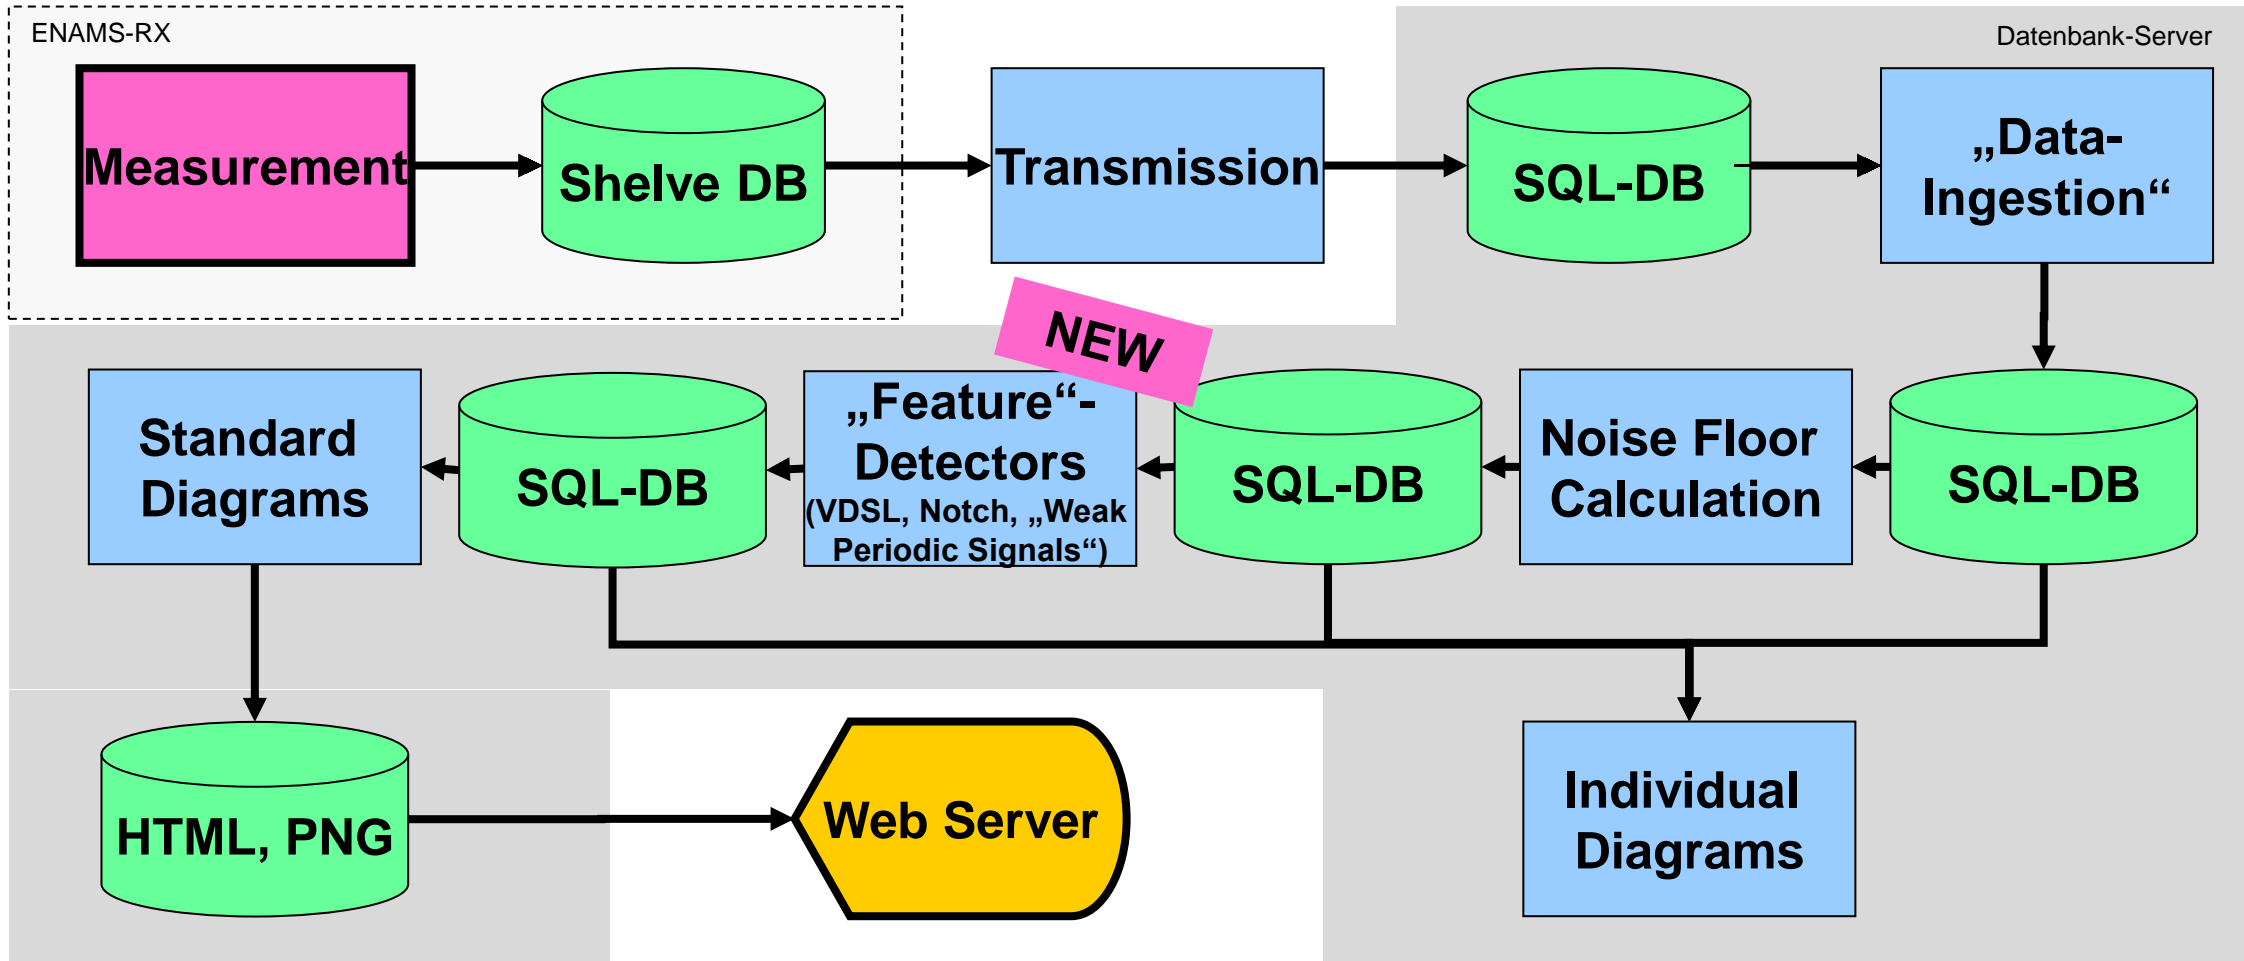 ENAMS-RX
Datenbank-Server
Measurement
Shelve DB
Transmission
SQL-DB
„Data-
Ingestion“
NEW
Standard
Diagrams
SQL-DB
„Feature“-
Detectors
(VDSL, Notch, „Weak
Periodic Signals“)
SQL-DB
Noise Floor
Calculation
SQL-DB
HTML, PNG
Web Server
Individual
Diagrams